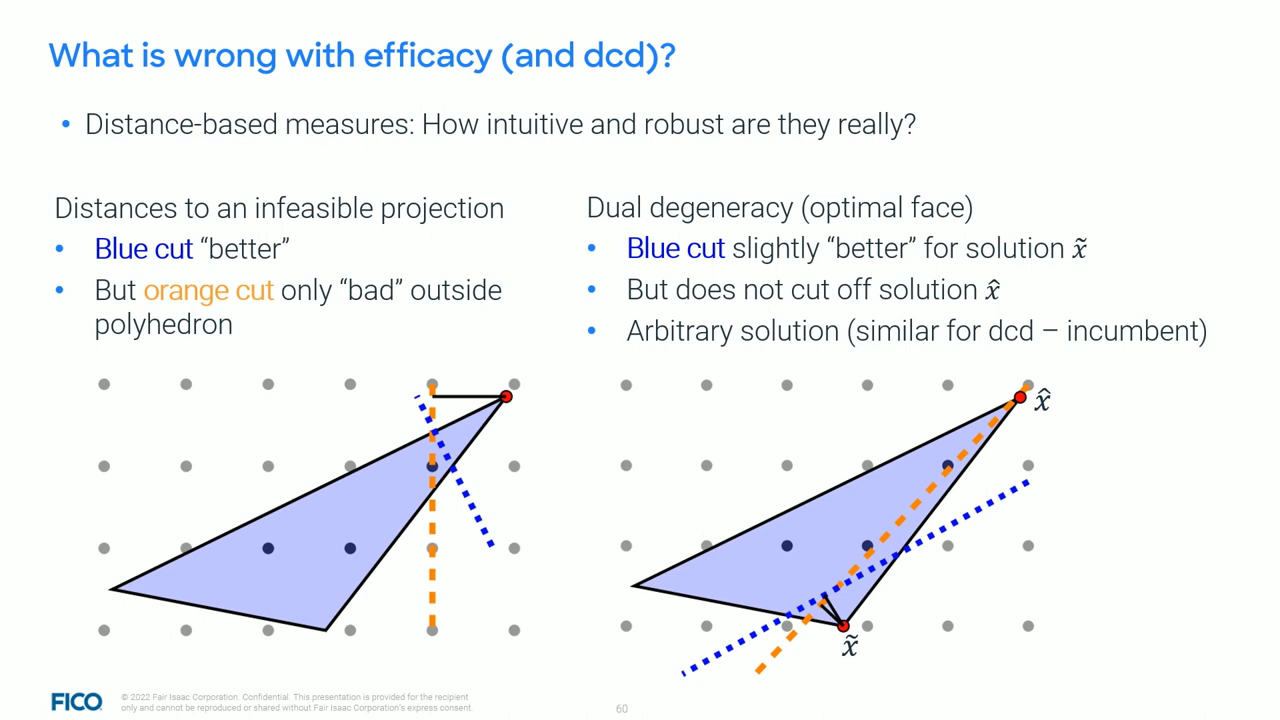 What is wrong with efficacy (and dcd)?
• Distance-based measures: How intuitive and robust are they really?
Distances to an infeasible projection
• Blue cut “better”
• But orange cut only “bad” outside
polyhedron
Dual degeneracy (optimal face)
• Blue cut slightly “better” for solution x̃
• But does not cut off solution x̂
• Arbitrary solution (similar for dcd – incumbent)
x̂
x̃
FICO
© 2022 Fair Isaac Corporation. Confidential. This presentation is provided for the recipient
only and cannot be reproduced or shared without Fair Isaac Corporation's express consent.
60